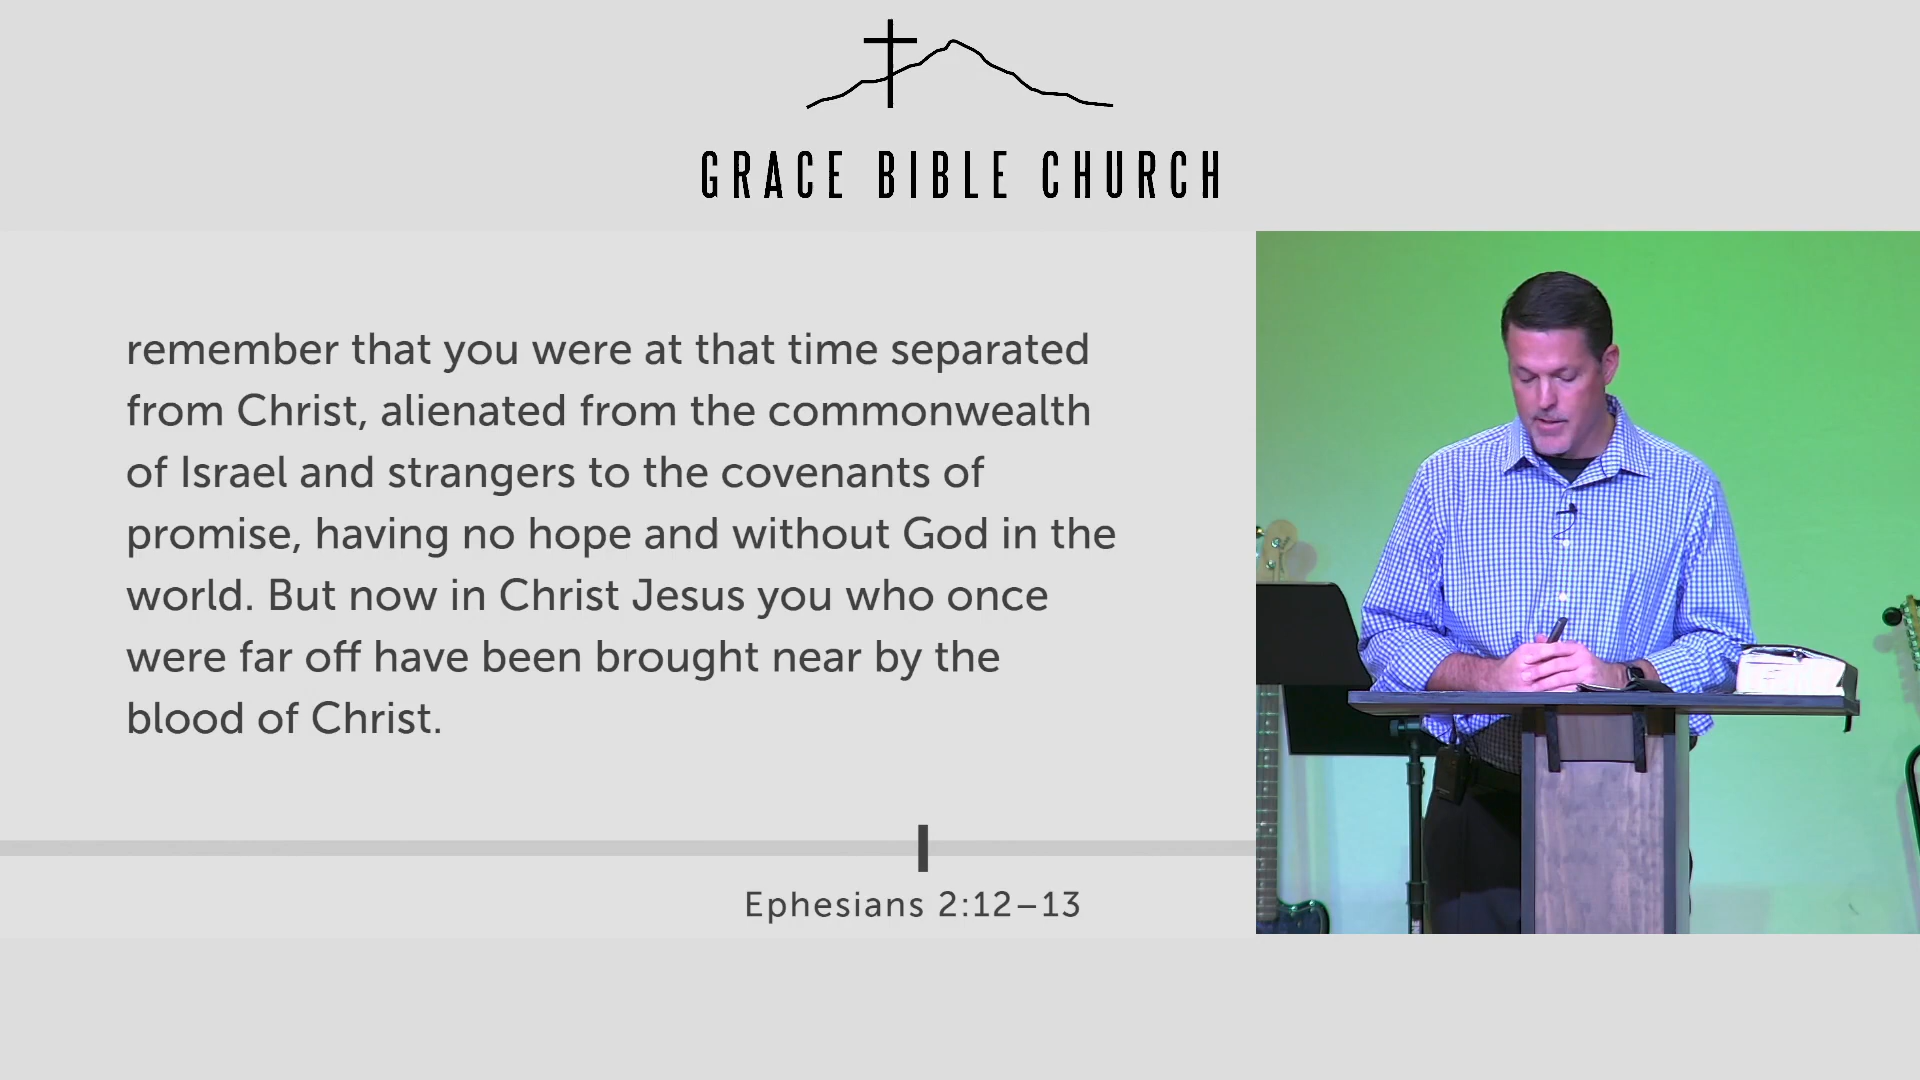 GRACE BIBLE CHURCH
remember that you were at that time separated
from Christ, alienated from the commonwealth
of Israel and strangers to the covenants of
promise, having no hope and without God in the
world. But now in Christ Jesus you who once
were far off have been brought near by the
blood of Christ.
Ephesians 2:12–13